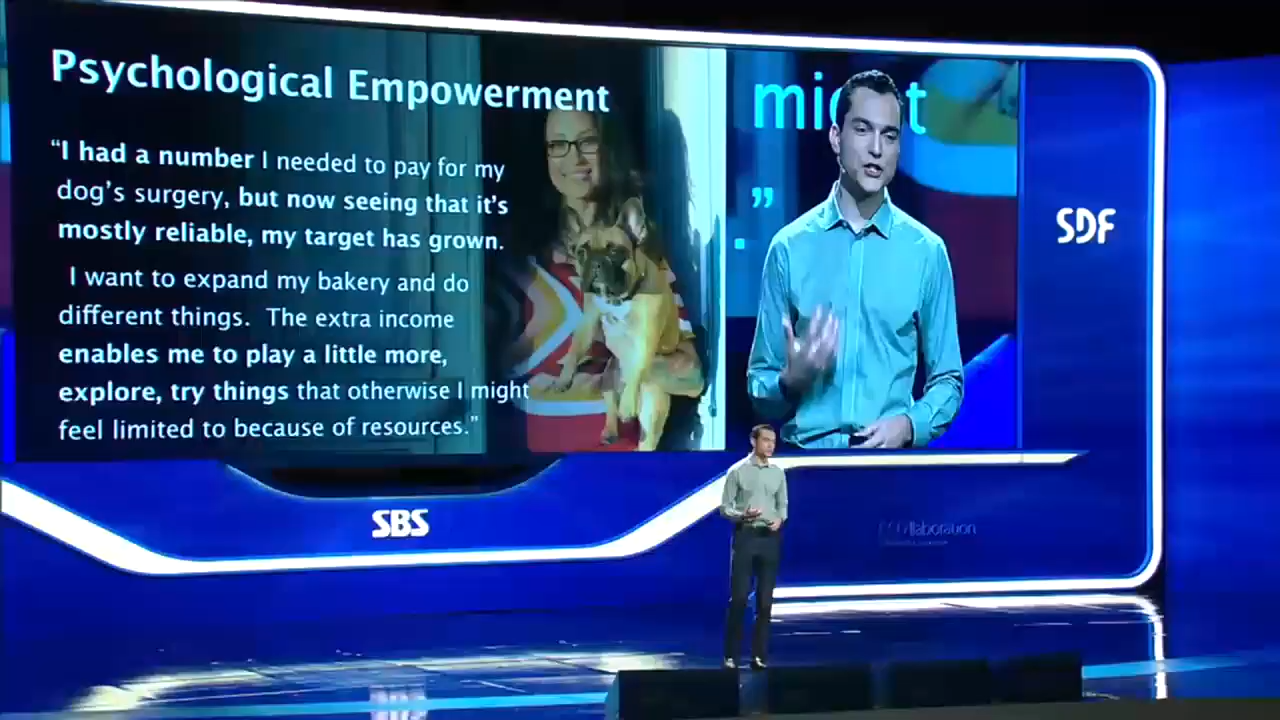 Psychological Empowerment
“I had a number I needed to pay for my
dog’s surgery, but now seeing that it’s
mostly reliable, my target has grown.
I want to expand my bakery and do
different things. The extra income
enables me to play a little more,
explore, try things that otherwise I might
feel limited to because of resources.”
”
.
SDF
SBS